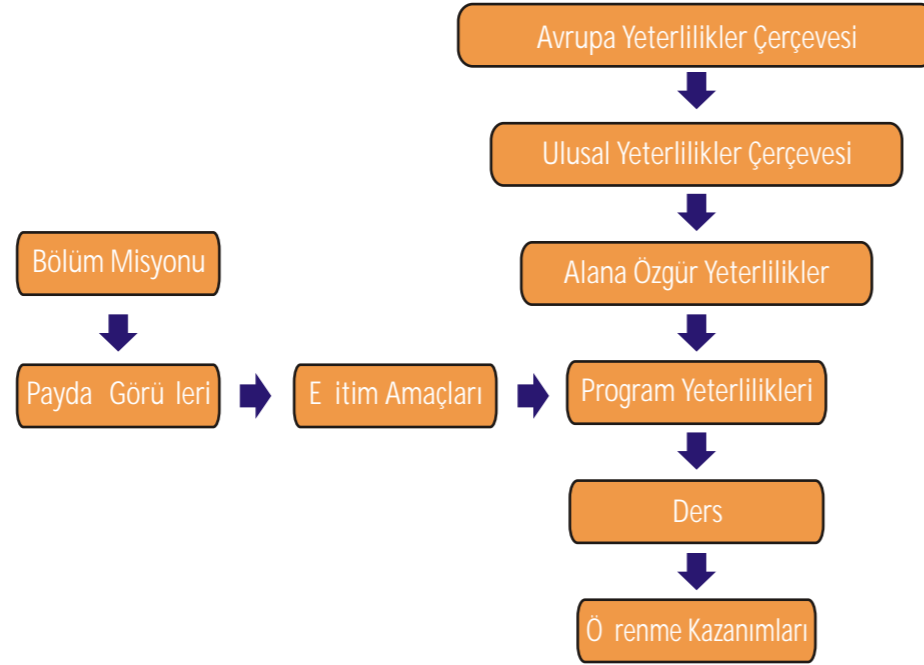 Avrupa Yeterlilikler Çerçevesi
Ulusal Yeterlilikler Çerçevesi
Alana Özgür Yeterlilikler
Bölüm Misyonu
Payda Görü leri
E itim Amaçları
Program Yeterlilikleri
Ders
Ö renme Kazanımları